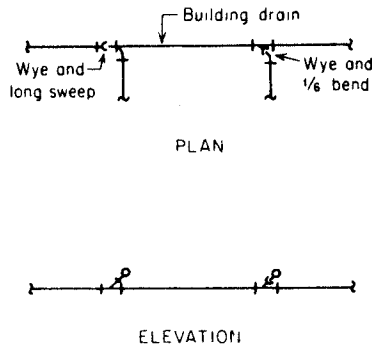 Building drain
Wye and
long sweep
Wye and
1/6 bend
PLAN
ELEVATION